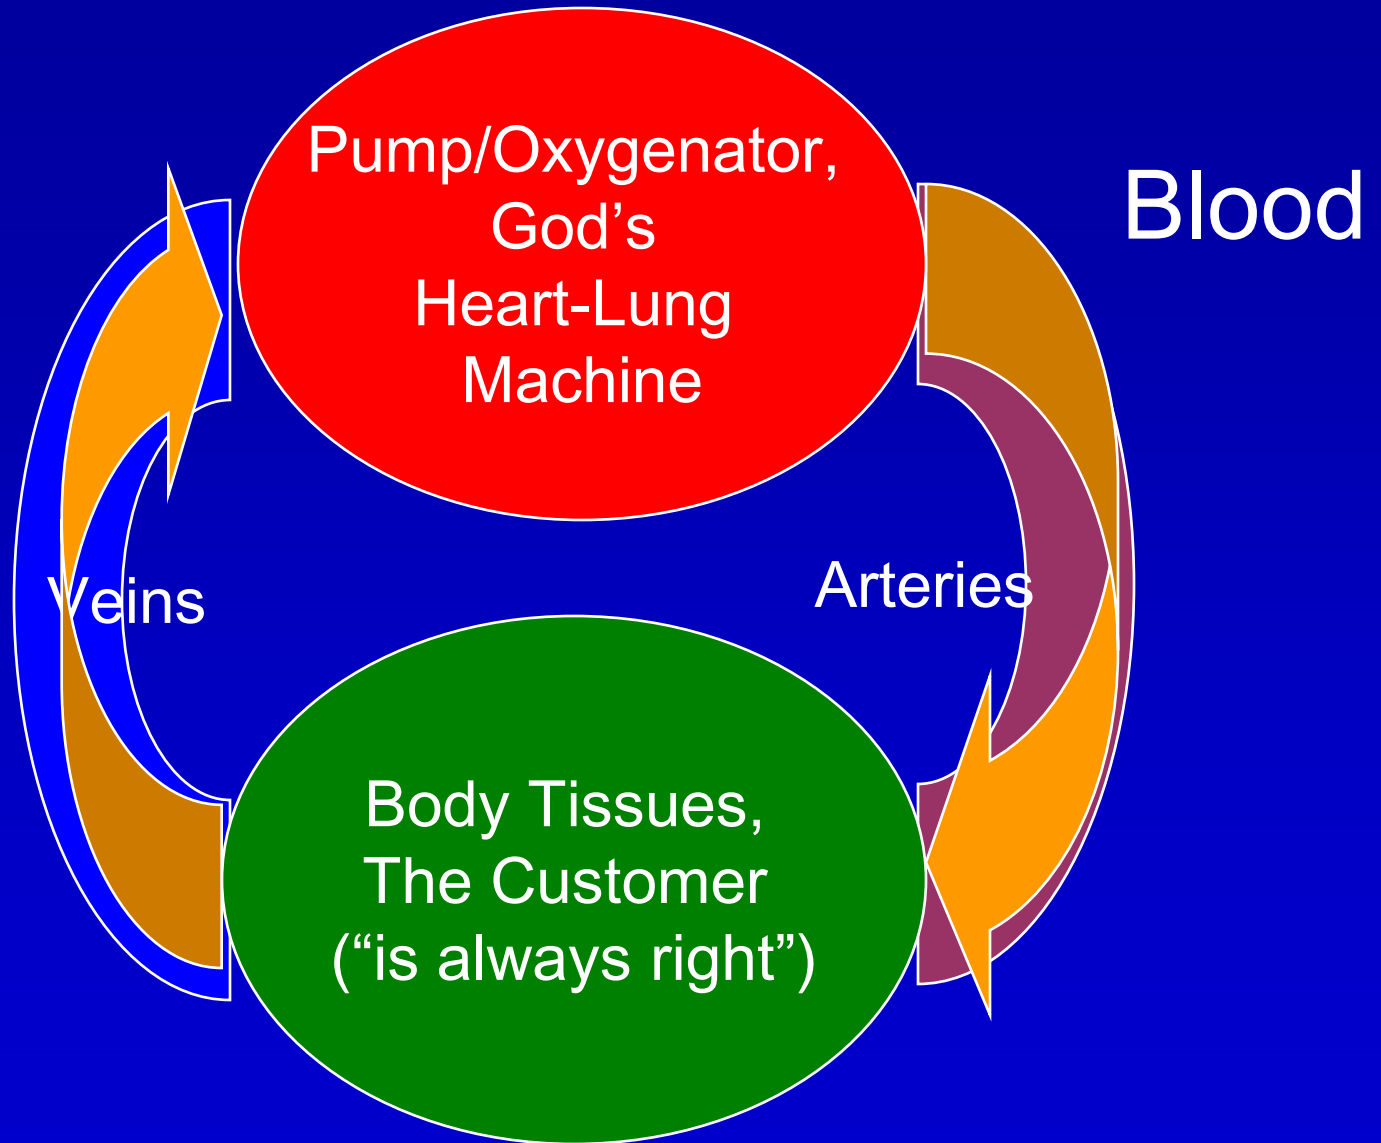 Pump/Oxygenator,
God’s
Heart-Lung
Machine
Blood
Veins
Arteries
Body Tissues,
The Customer
(“is always right”)